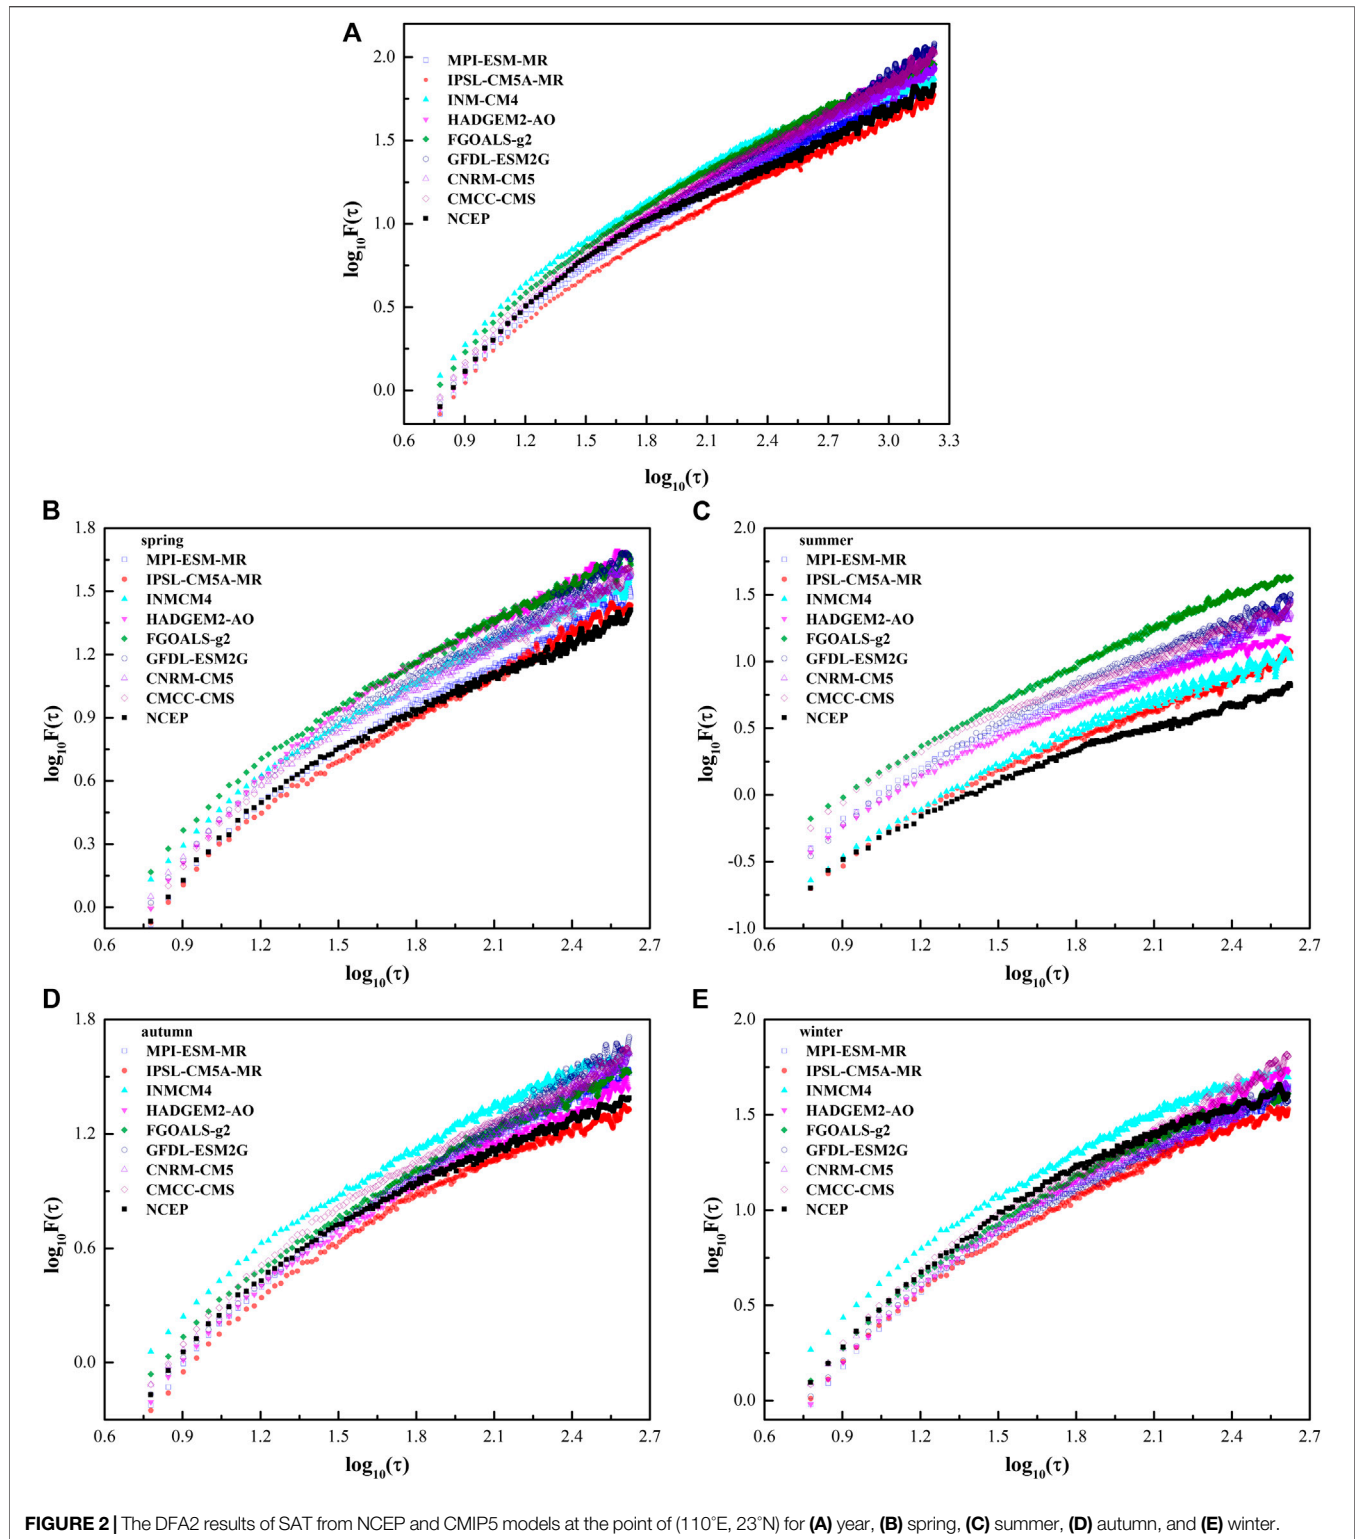 A
MPI-ESM-MR
IPSL-CM5A-MR
INM-CM4
HADGEM2-AO
FGOALS-g2
GFDL-ESM2G
CNRM-CM5
CMCC-CMS
NCEP
2.0
1.5
1.0
0.5
0.0
log10F(τ)
0.6 0.9 1.2 1.5 1.8 2.1 2.4 2.7 3.0 3.3
log10(τ)
B
spring
MPI-ESM-MR
IPSL-CM5A-MR
INMCM4
HADGEM2-AO
FGOALS-g2
GFDL-ESM2G
CNRM-CM5
CMCC-CMS
NCEP
1.8
1.5
1.2
0.9
0.6
0.3
0.0
log10F(τ)
0.6 0.9 1.2 1.5 1.8 2.1 2.4 2.7
log10(τ)
C
summer
MPI-ESM-MR
IPSL-CM5A-MR
INMCM4
HADGEM2-AO
FGOALS-g2
GFDL-ESM2G
CNRM-CM5
CMCC-CMS
NCEP
2.0
1.5
1.0
0.5
0.0
-0.5
-1.0
log10F(τ)
0.6 0.9 1.2 1.5 1.8 2.1 2.4 2.7
log10(τ)
D
autumn
MPI-ESM-MR
IPSL-CM5A-MR
INMCM4
HADGEM2-AO
FGOALS-g2
GFDL-ESM2G
CNRM-CM5
CMCC-CMS
NCEP
1.8
1.2
0.6
0.0
log10F(τ)
0.6 0.9 1.2 1.5 1.8 2.1 2.4 2.7
log10(τ)
E
winter
MPI-ESM-MR
IPSL-CM5A-MR
INMCM4
HADGEM2-AO
FGOALS-g2
GFDL-ESM2G
CNRM-CM5
CMCC-CMS
NCEP
2.0
1.5
1.0
0.5
0.0
log10F(τ)
0.6 0.9 1.2 1.5 1.8 2.1 2.4 2.7
log10(τ)
FIGURE 2 | The DFA2 results of SAT from NCEP and CMIP5 models at the point of (110°E, 23°N) for (A) year, (B) spring, (C) summer, (D) autumn, and (E) winter.